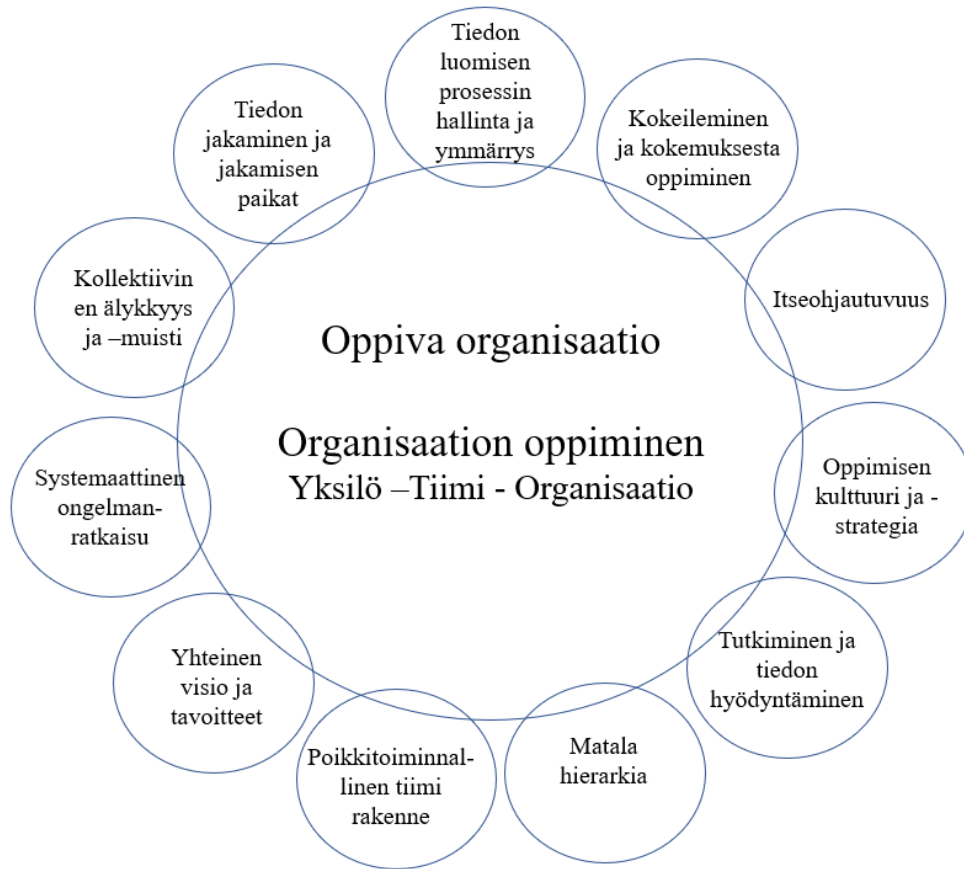 Tiedon
luomisen
prosessin
hallinta ja
ymmärrys
Kokeileminen
ja kokemuksesta
oppiminen
Itseohjautuvuus
Oppimisen
kulttuuri ja -
strategia
Tutkiminen ja
tiedon
hyödyntäminen
Matala
hierarkia
Poikkitoiminnal-
linen tiimi
rakenne
Yhteinen
visio ja
tavoitteet
Systemaattinen
ongelman-
ratkaisu
Kollektiivin
en älykkyys
ja –muisti
Tiedon
jakaminen ja
jakamisen
paikat
Oppiva organisaatio
Organisaation oppiminen
Yksilö –Tiimi - Organisaatio